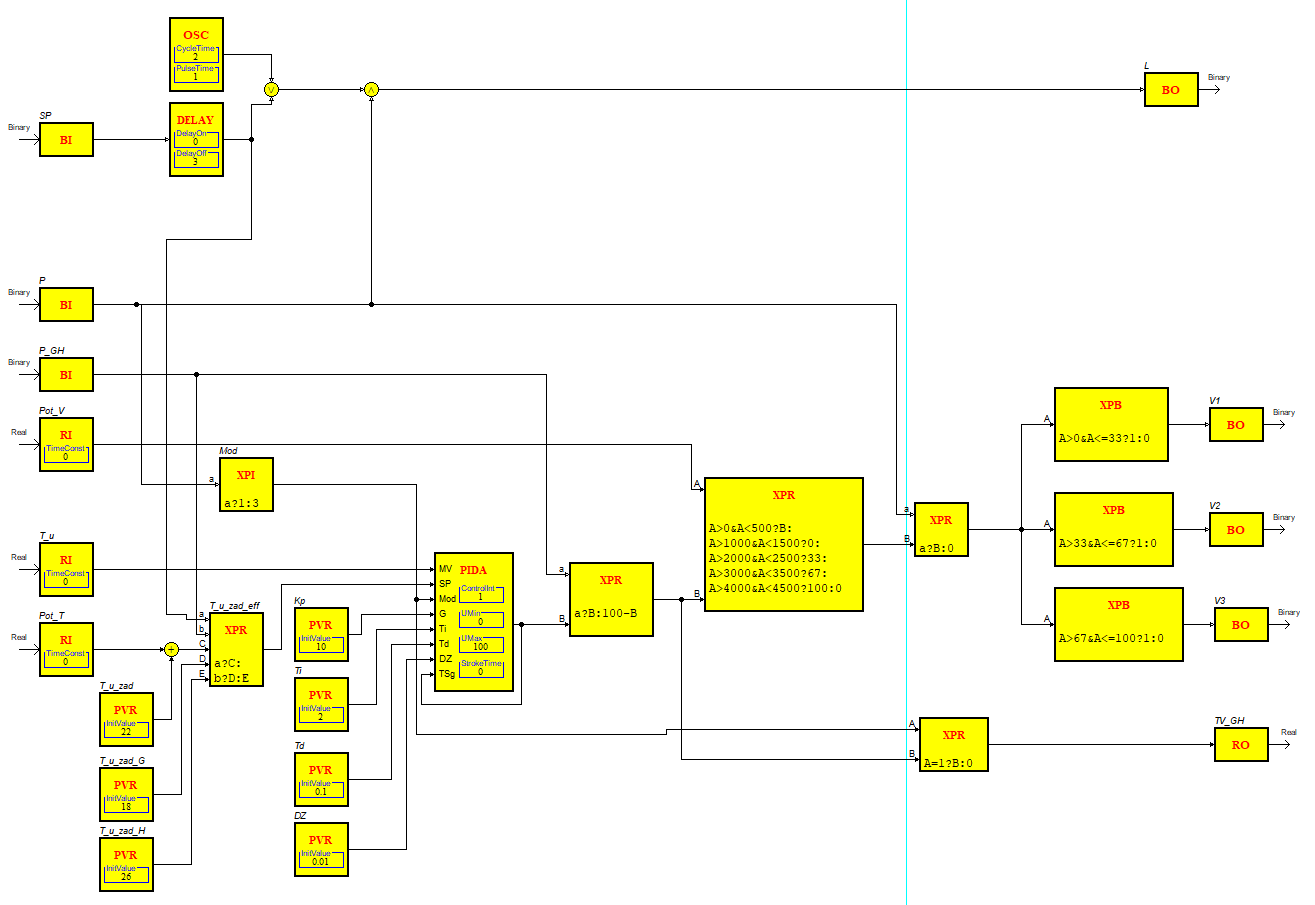 OSC
CycleTime
2
PulseTime
1
V
Λ
L
BO
Binary
DELAY
DelayOn
0
DelayOff
3
SP
Binary
BI
P
Binary
BI
P_GH
Binary
BI
Pot_V
Real
RI
TimeConst
0
Mod
a
XPI
a?1:3
T_u
Real
RI
TimeConst
0
Pot_T
Real
RI
TimeConst
0
+
T_u_zad_eff
a
b
C
D
E
XPR
a?C:
b?D:E
T_u_zad
PVR
InitValue
22
T_u_zad_G
PVR
InitValue
18
T_u_zad_H
PVR
InitValue
26
Kp
PVR
InitValue
10
Ti
PVR
InitValue
2
Td
PVR
InitValue
0.1
DZ
PVR
InitValue
0.01
MV
SP
Mod
G
Ti
Td
DZ
TSg
PIDA
ControlInt
1
UMin
0
UMax
100
StrokeTime
0
a
B
XPR
a?B:100-B
A
B
XPR
A>0&A<500?B:
A>1000&A<1500?0:
A>2000&A<2500?33:
A>3000&A<3500?67:
A>4000&A<4500?100:0
a
B
XPR
a?B:0
A
XPB
A>0&A<=33?1:0
V1
BO
Binary
A
XPB
A>33&A<=67?1:0
V2
BO
Binary
A
XPB
A>67&A<=100?1:0
V3
BO
Binary
A
B
XPR
A=1?B:0
TV_GH
RO
Real